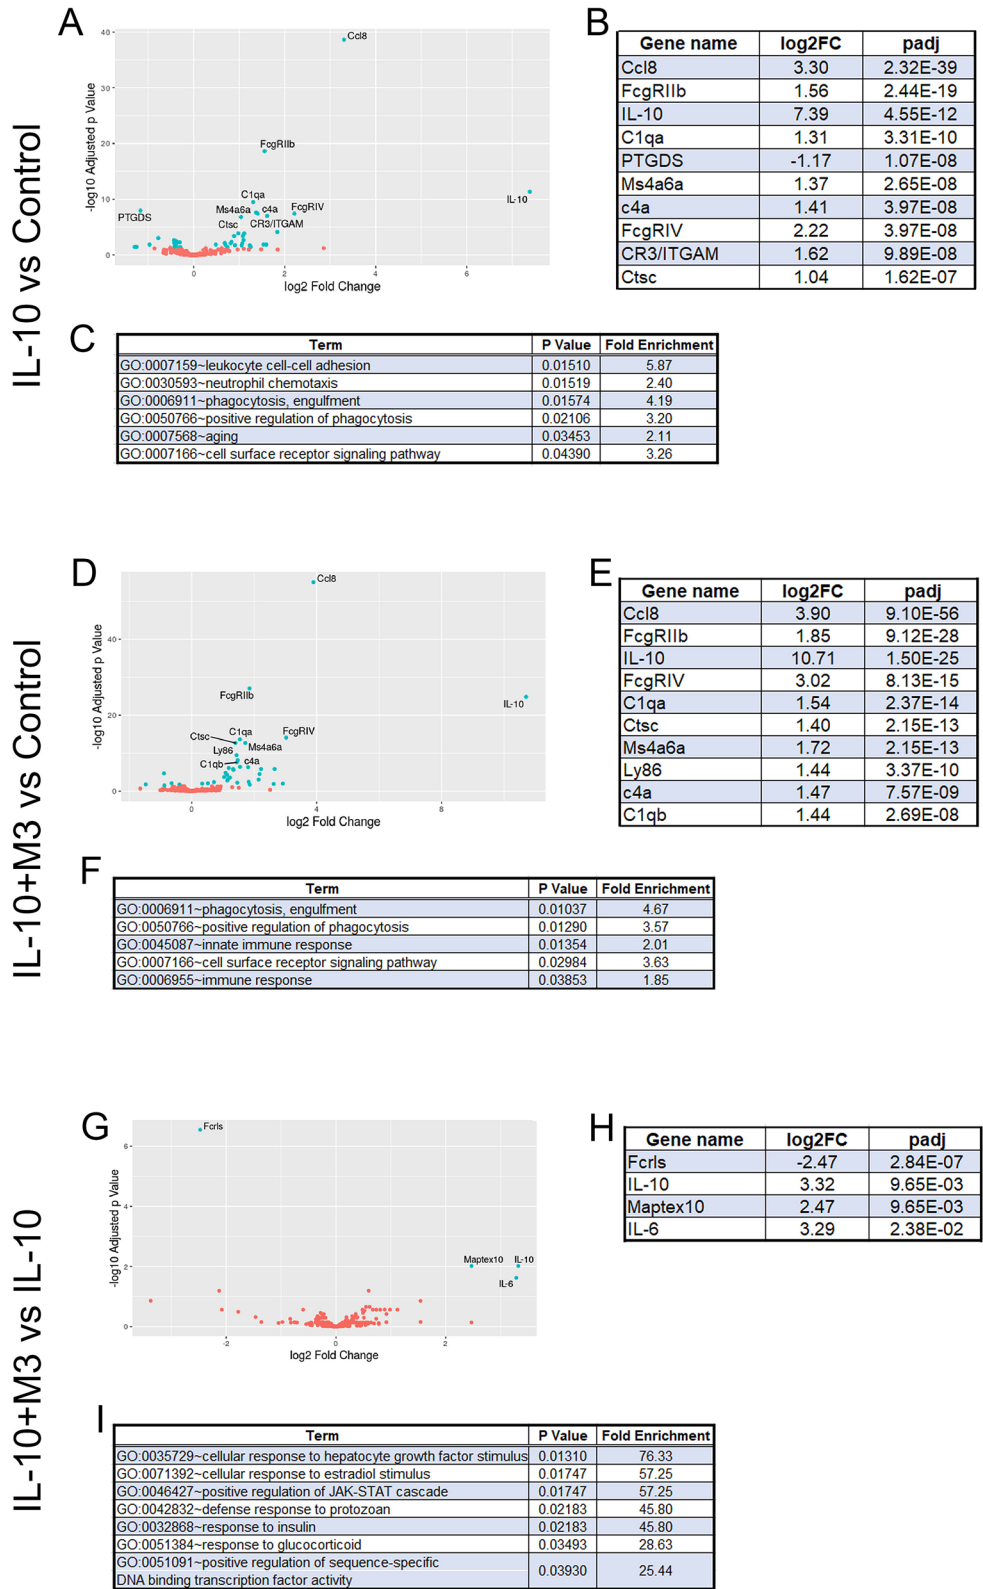 IL-10 vs Control
A
Ccl8
FcgRIIb
C1qa
Ms4a6a
c4a
FcgRIV
Ctsc
CR3/ITGAM
PTGDS
IL-10
-log10 Adjusted p Value
40
30
20
10
0
0
2
4
6
log2 Fold Change
B
Gene name log2FC padj
Ccl8 3.30 2.32E-39
FcgRIIb 1.56 2.44E-19
IL-10 7.39 4.55E-12
C1qa 1.31 3.31E-10
PTGDS -1.17 1.07E-08
Ms4a6a 1.37 2.65E-08
c4a 1.41 3.97E-08
FcgRIV 2.22 3.97E-08
CR3/ITGAM 1.62 9.89E-08
Ctsc 1.04 1.62E-07
C
Term P Value Fold Enrichment
GO:0007159~leukocyte cell-cell adhesion 0.01510 5.87
GO:0030593~neutrophil chemotaxis 0.01519 2.40
GO:0006911~phagocytosis, engulfment 0.01574 4.19
GO:0050766~positive regulation of phagocytosis 0.02106 3.20
GO:0007568~aging 0.03453 2.11
GO:0007166~cell surface receptor signaling pathway 0.04390 3.26
IL-10+M3 vs Control
D
Ccl8
FcgRIIb
IL-10
Ctsc
C1qa
FcgRIV
Ly86
Ms4a6a
C1qb
c4a
-log10 Adjusted p Value
40
20
0
0
4
8
log2 Fold Change
E
Gene name log2FC padj
Ccl8 3.90 9.10E-56
FcgRIIb 1.85 9.12E-28
IL-10 10.71 1.50E-25
FcgRIV 3.02 8.13E-15
C1qa 1.54 2.37E-14
Ctsc 1.40 2.15E-13
Ms4a6a 1.72 2.15E-13
Ly86 1.44 3.37E-10
c4a 1.47 7.57E-09
C1qb 1.44 2.69E-08
F
Term P Value Fold Enrichment
GO:0006911~phagocytosis, engulfment 0.01037 4.67
GO:0050766~positive regulation of phagocytosis 0.01290 3.57
GO:0045087~innate immune response 0.01354 2.01
GO:0007166~cell surface receptor signaling pathway 0.02984 3.63
GO:0006955~immune response 0.03853 1.85
IL-10+M3 vs IL-10
G
Fcrls
Maptex10
IL-10
IL-6
-log10 Adjusted p Value
6
4
2
0
-2
0
2
log2 Fold Change
H
Gene name log2FC padj
Fcrls -2.47 2.84E-07
IL-10 3.32 9.65E-03
Maptex10 2.47 9.65E-03
IL-6 3.29 2.38E-02
I
Term P Value Fold Enrichment
GO:0035729~cellular response to hepatocyte growth factor stimulus 0.01310 76.33
GO:0071392~cellular response to estradiol stimulus 0.01747 57.25
GO:0046427~positive regulation of JAK-STAT cascade 0.01747 57.25
GO:0042832~defense response to protozoan 0.02183 45.80
GO:0032868~response to insulin 0.02183 45.80
GO:0051384~response to glucocorticoid 0.03493 28.63
GO:0051091~positive regulation of sequence-specific
DNA binding transcription factor activity 0.03930 25.44